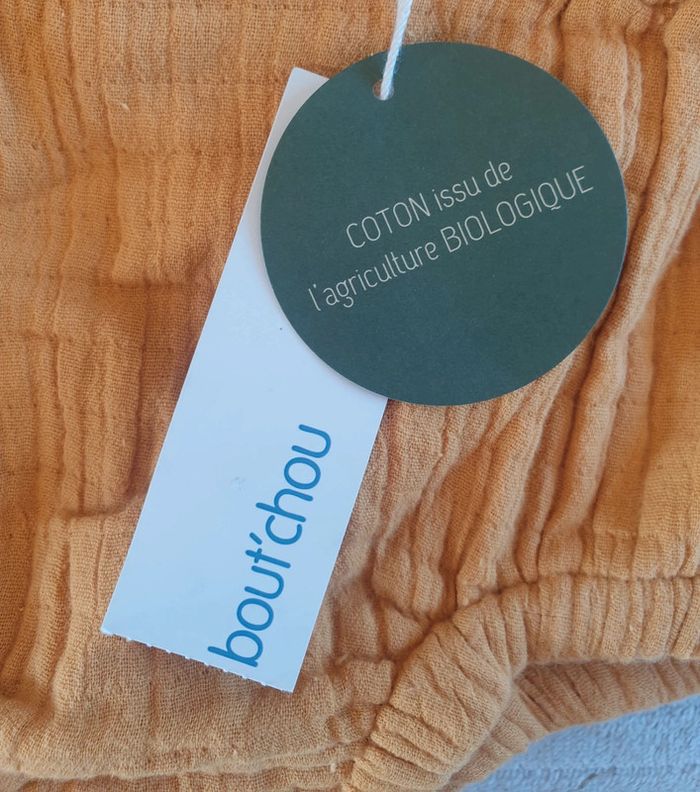 COTON issu de
l'agriculture BIOLOGIQUE
bout'chou